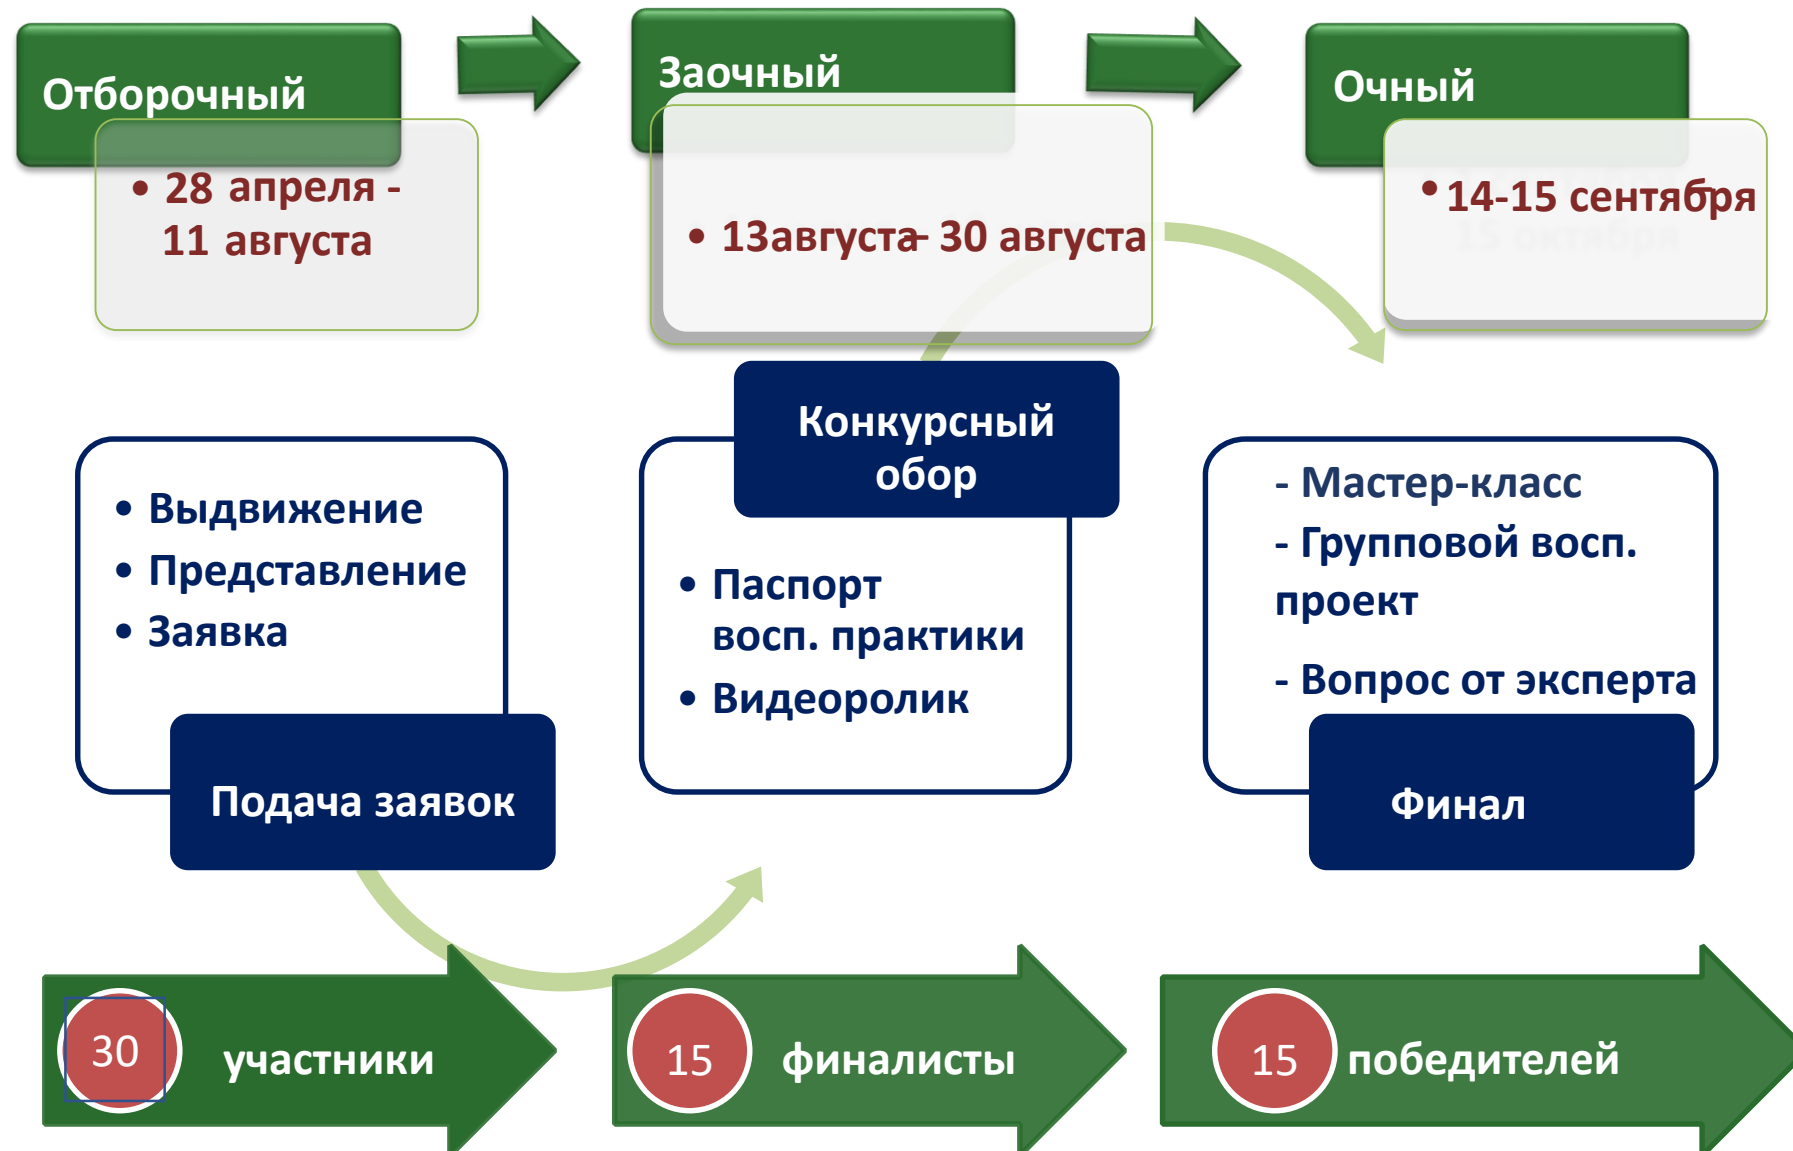 Отборочный
• 28 апреля -
11 августа
Заочный
• 13августа- 30 августа
Очный
• 14-15 сентября
15 октября
• Выдвижение
• Представление
• Заявка
Подача заявок
Конкурсный
обор
• Паспорт
восп. практики
• Видеоролик
- Мастер-класс
- Групповой восп.
проект
- Вопрос от эксперта
Финал
30 участники
15 финалисты
15 победителей